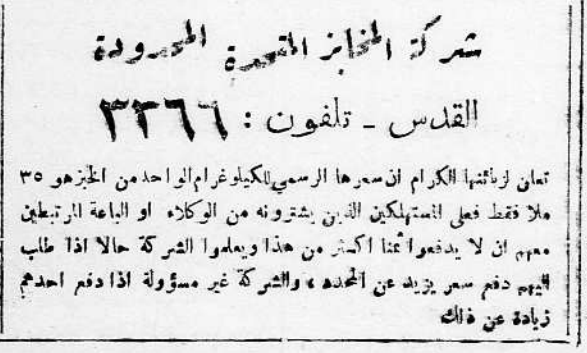 شركة المخابز المتحدة المحدودة
القدس - تلفون : ٣٣٦٦
تعلن لزبائنها الكرام ان سعرها الرسمي للكيلوغرام الواحد من الخبز هو ٣٥
ملا فقط فعلى المستهلكين الذين يشترونه من الوكلاء او الباعة المرتبطين
معهم ان لا يدفعوا ثمنا اكثر من هذا ويعلموا الشركة حالا اذا طلب
اليهم دفع سعر يزيد عن المحدد ، والشركة غير مسؤولة اذا دفع احدهم
زيادة عن ذلك